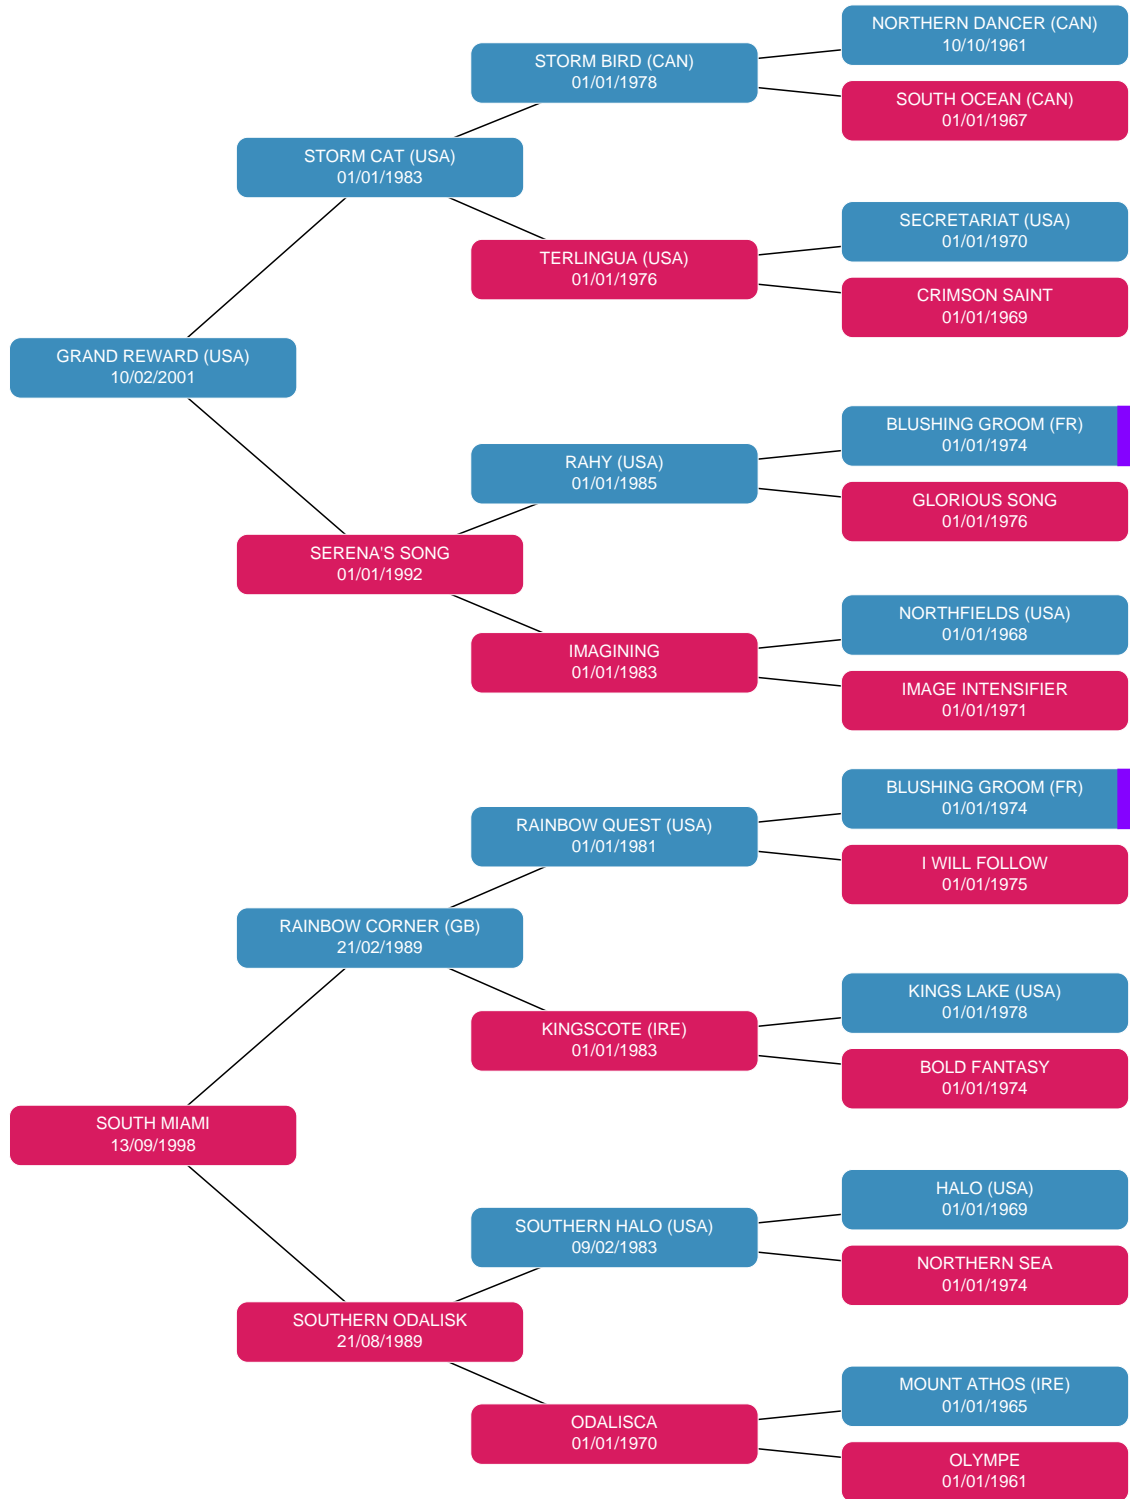 NORTHERN DANCER (CAN)
10/10/1961
STORM BIRD (CAN)
01/01/1978
SOUTH OCEAN (CAN)
01/01/1967
STORM CAT (USA)
01/01/1983
SECRETARIAT (USA)
01/01/1970
TERLINGUA (USA)
01/01/1976
CRIMSON SAINT
01/01/1969
GRAND REWARD (USA)
10/02/2001
BLUSHING GROOM (FR)
01/01/1974
RAHY (USA)
01/01/1985
GLORIOUS SONG
01/01/1976
SERENA'S SONG
01/01/1992
NORTHFIELDS (USA)
01/01/1968
IMAGINING
01/01/1983
IMAGE INTENSIFIER
01/01/1971
BLUSHING GROOM (FR)
01/01/1974
RAINBOW QUEST (USA)
01/01/1981
I WILL FOLLOW
01/01/1975
RAINBOW CORNER (GB)
21/02/1989
KINGS LAKE (USA)
01/01/1978
KINGSCOTE (IRE)
01/01/1983
BOLD FANTASY
01/01/1974
SOUTH MIAMI
13/09/1998
HALO (USA)
01/01/1969
SOUTHERN HALO (USA)
09/02/1983
NORTHERN SEA
01/01/1974
SOUTHERN ODALISK
21/08/1989
MOUNT ATHOS (IRE)
01/01/1965
ODALISCA
01/01/1970
OLYMPE
01/01/1961